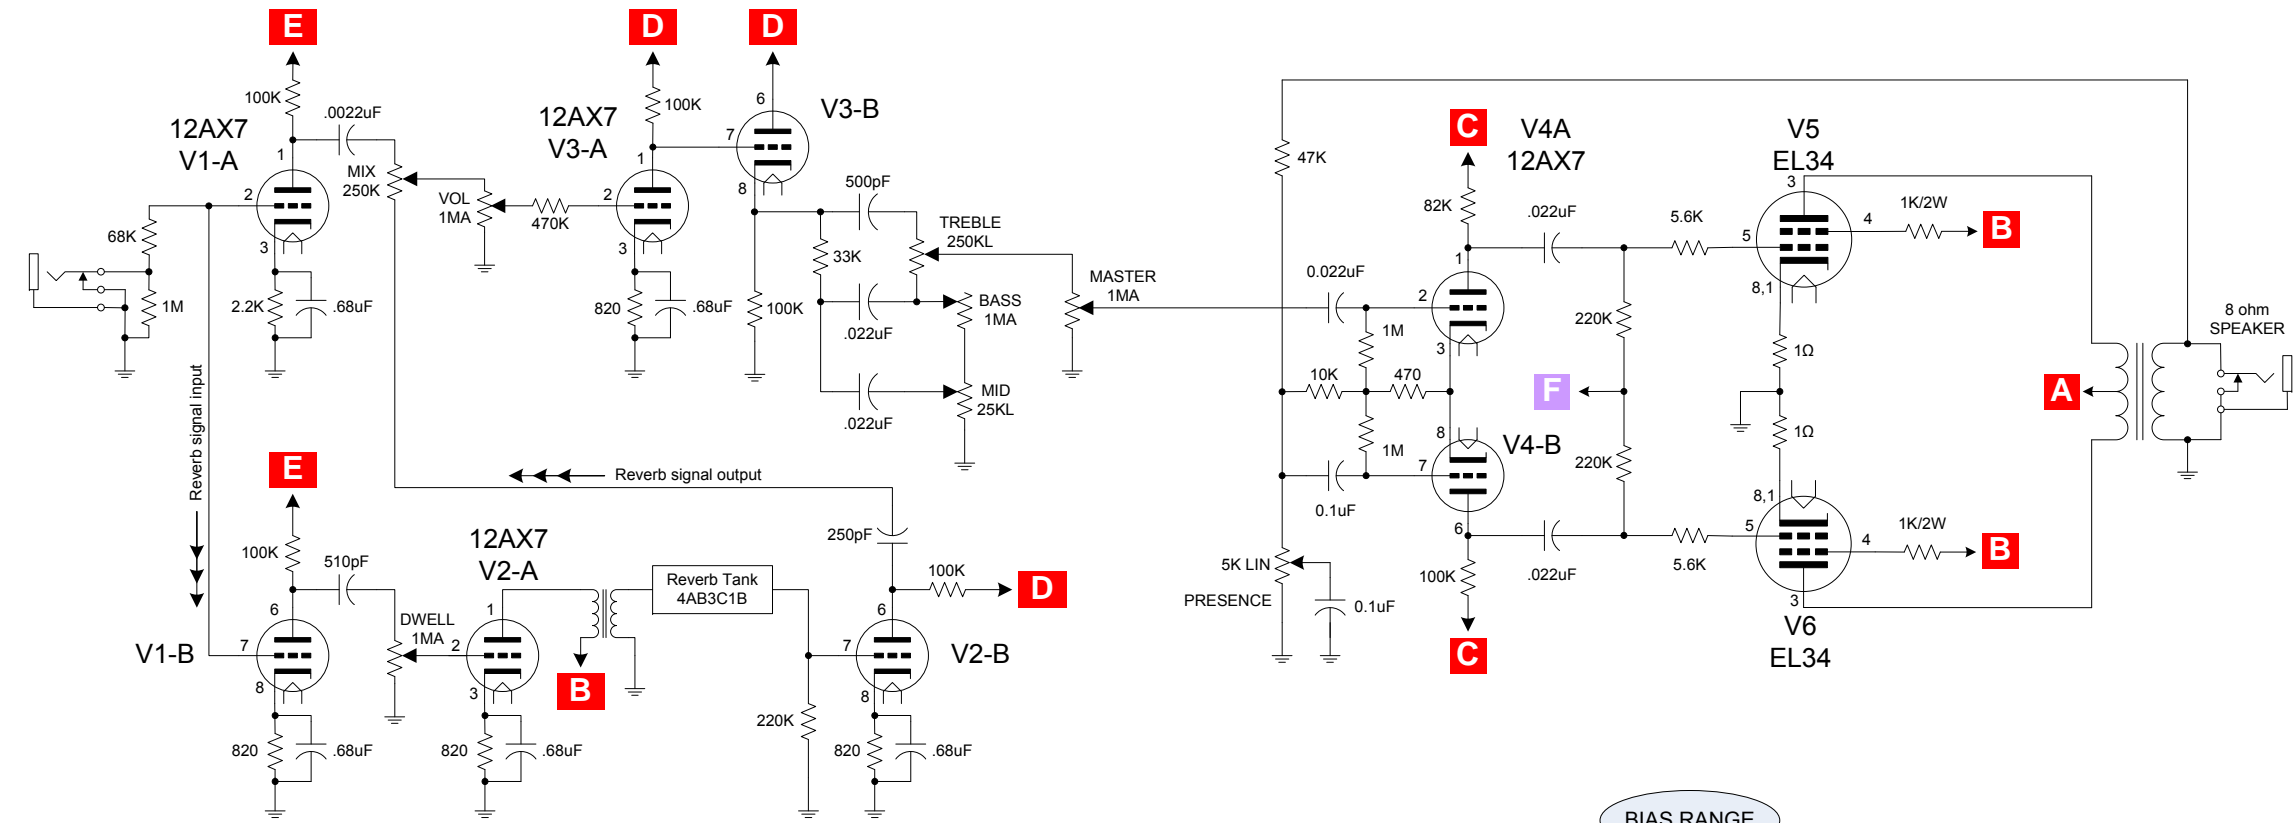 E
100K
.0022uF
12AX7
V1-A
1
2
3
MIX
250K
68K
1M
2.2K
.68uF
VOL
1MA
470K
D
100K
12AX7
V3-A
1
2
3
820
.68uF
D
6
7
8
V3-B
500pF
33K
100K
.022uF
.022uF
TREBLE
250KL
BASS
1MA
MID
25KL
MASTER
1MA
Reverb signal input
Reverb signal output
E
100K
510pF
V1-B
6
7
8
820
.68uF
DWELL
1MA
12AX7
V2-A
1
2
3
820
.68uF
B
Reverb Tank
4AB3C1B
220K
250pF
100K
D
6
7
8
V2-B
820
.68uF
47K
0.022uF
1M
10K
470
1M
0.1uF
5K LIN
PRESENCE
0.1uF
C
82K
V4A
12AX7
1
2
3
8
7
6
V4-B
100K
C
.022uF
.022uF
220K
F
220K
5.6K
5.6K
V5
EL34
3
4
5
8,1
1K/2W
B
1Ω
1Ω
8,1
5
4
3
1K/2W
B
V6
EL34
A
8 ohm
SPEAKER
BIAS RANGE